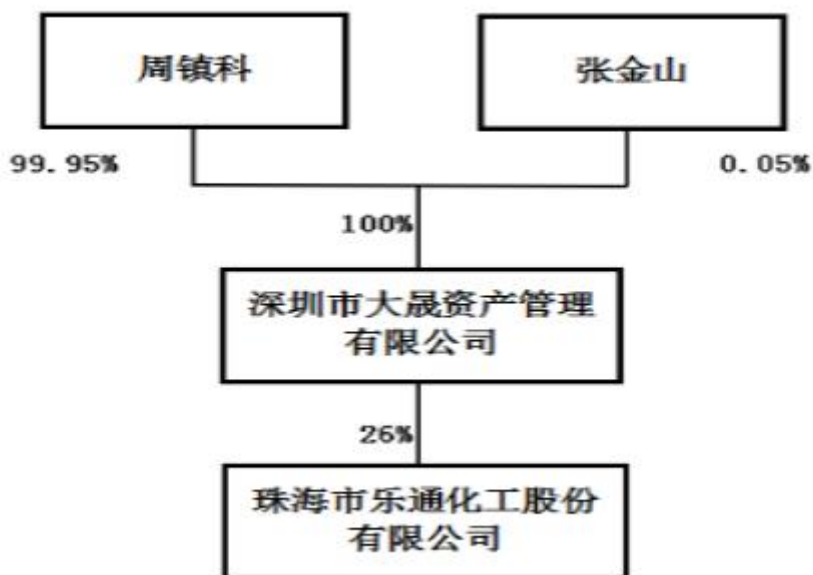 周镇科
张金山
99.95%
0.05%
100%
深圳市大晟资产管理
有限公司
26%
珠海市乐通化工股份
有限公司